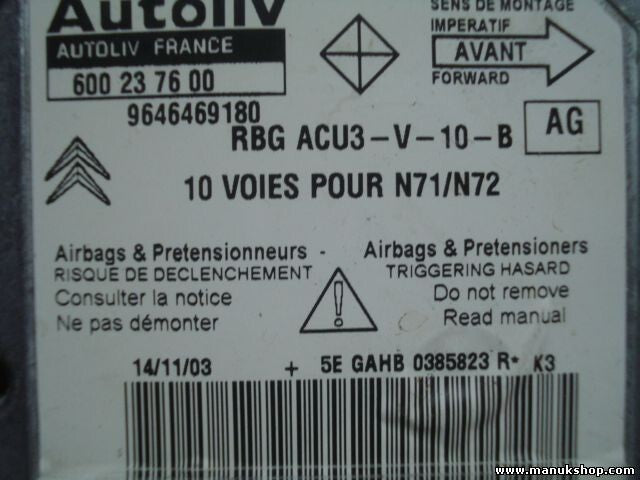 Autoliv
SENS DE MONTAGE
IMPERATIF
AUTOLIV FRANCE
AVANT
600 23 76 00
FORWARD
9646469180
RBG ACU3-V-10-B
AG
10 VOIES POUR N71/N72
Airbags & Pretensionneurs -
RISQUE DE DECLENCHEMENT
Consulter la notice
Ne pas démonter
!
Airbags & Pretensioners
TRIGGERING HASARD
Do not remove
Read manual
14/11/03 + 5E GAHB 0385823 R* K3
www.manukshop.com